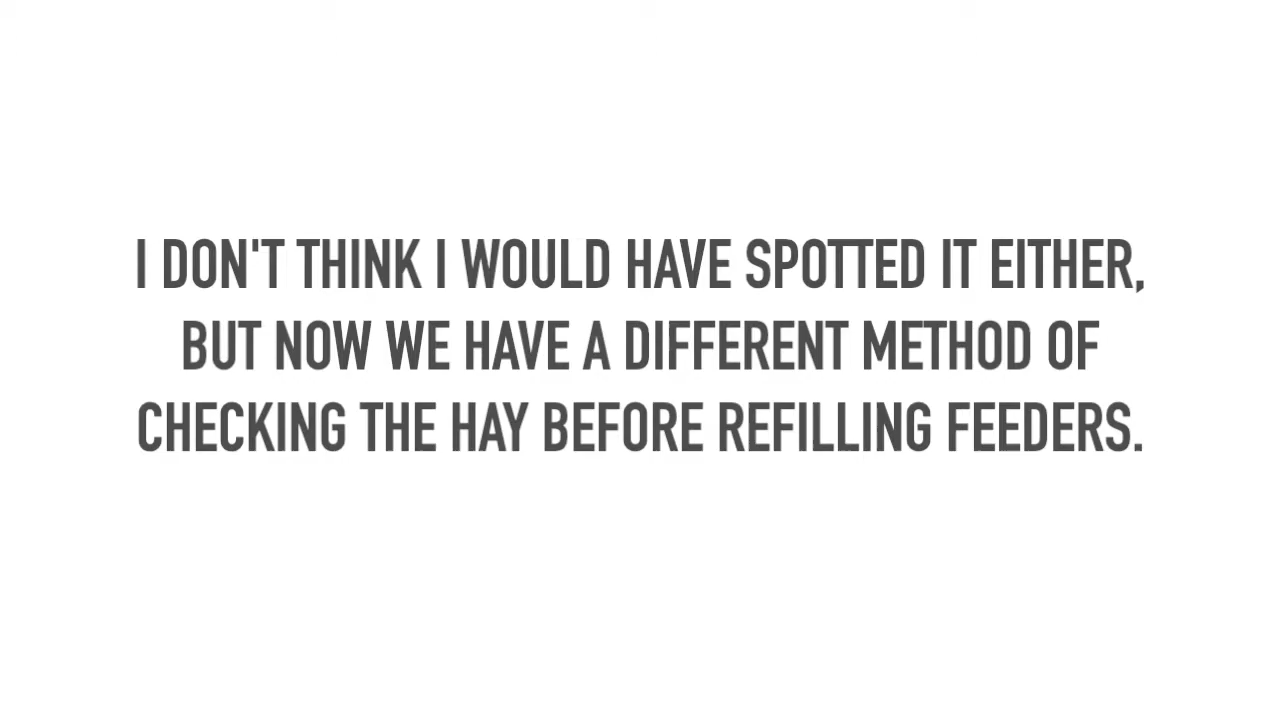 I DON'T THINK I WOULD HAVE SPOTTED IT EITHER,
BUT NOW WE HAVE A DIFFERENT METHOD OF
CHECKING THE HAY BEFORE REFILLING FEEDERS.